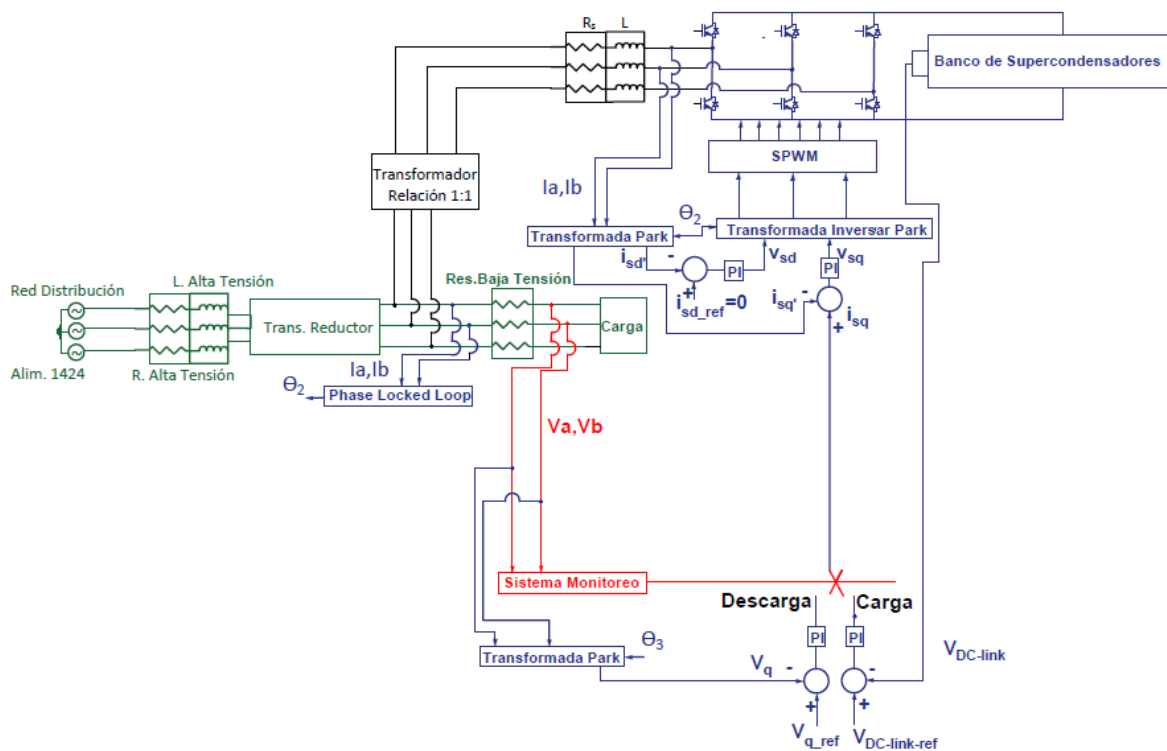 Rs
L
Banco de Supercondensadores
SPWM
Transformador
Relación 1:1
Ia,Ib
Θ2
Transformada Park
Transformada Inversar Park
isd'
-
PI
vsd
PI
vsq
+
isd_ref=0
isq'
-
isq
+
Red Distribución
L. Alta Tensión
Res.Baja Tensión
Trans. Reductor
Carga
Alim. 1424
R. Alta Tensión
Ia,Ib
Θ2
Phase Locked Loop
Va,Vb
Sistema Monitoreo
Descarga
Carga
PI
PI
Θ3
Transformada Park
Vq
-
-
VDC-link
+
+
Vq_ref
VDC-link-ref